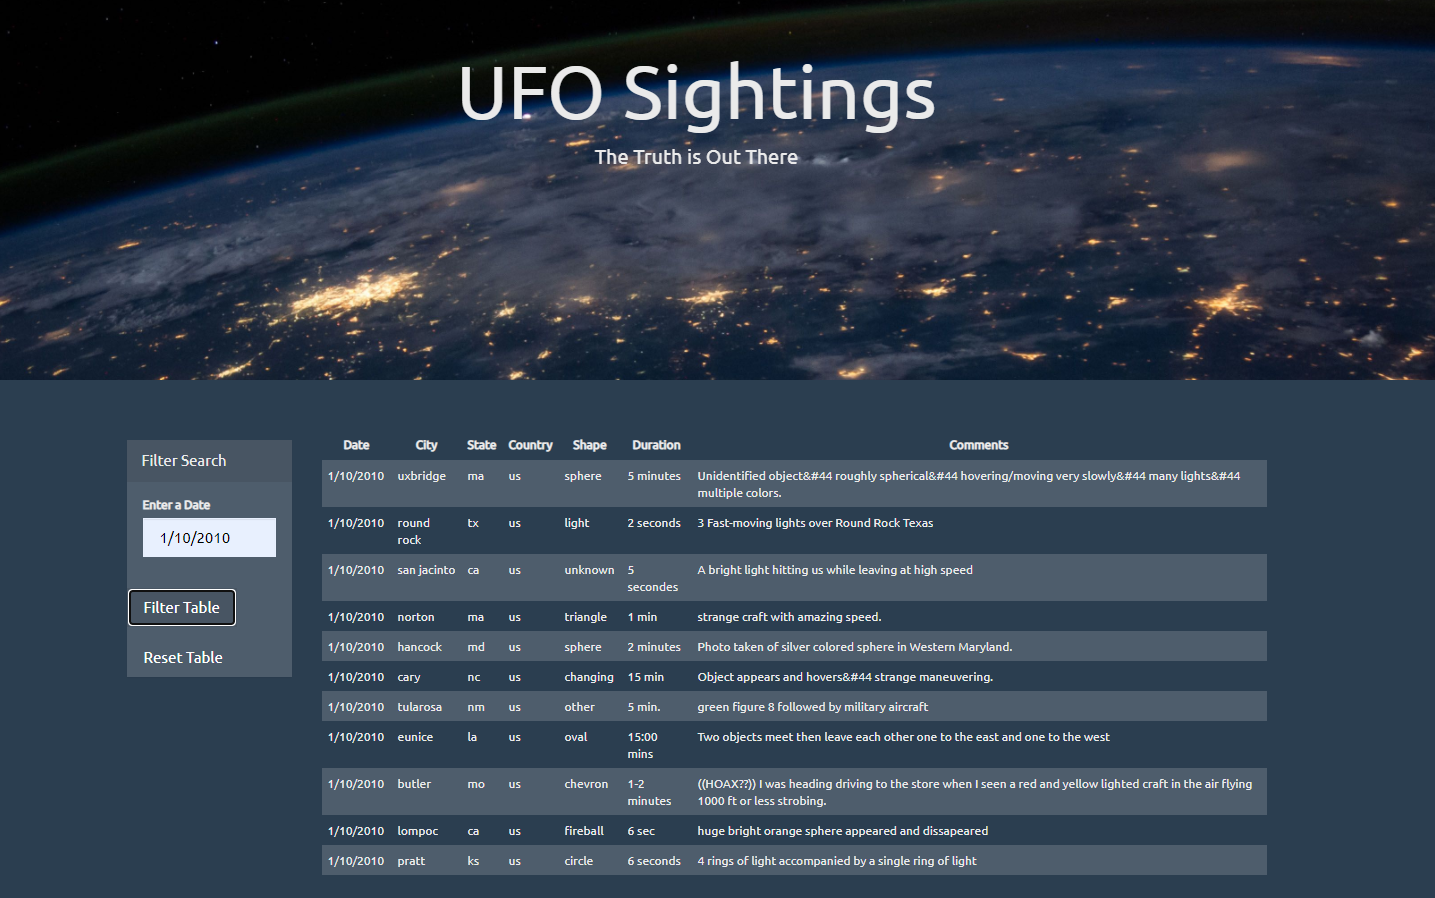 UFO Sightings
The Truth is Out There
Filter Search
Enter a Date
1/10/2010
Filter Table
Reset Table
Date City State Country Shape Duration Comments
1/10/2010 uxbridge ma us sphere 5 minutes Unidentified object&#44 roughly spherical&#44 hovering/moving very slowly&#44 many lights&#44
multiple colors.
1/10/2010 round tx us light 2 seconds 3 Fast-moving lights over Round Rock Texas
rock
1/10/2010 san jacinto ca us unknown 5 A bright light hitting us while leaving at high speed
secondes
1/10/2010 norton ma us triangle 1 min strange craft with amazing speed.
1/10/2010 hancock md us sphere 2 minutes Photo taken of silver colored sphere in Western Maryland.
1/10/2010 cary nc us changing 15 min Object appears and hovers&#44 strange maneuvering.
1/10/2010 tularosa nm us other 5 min. green figure 8 followed by military aircraft
1/10/2010 eunice la us oval 15:00 Two objects meet then leave each other one to the east and one to the west
mins
1/10/2010 butler mo us chevron 1-2 ((HOAX??)) I was heading driving to the store when I seen a red and yellow lighted craft in the air flying
minutes 1000 ft or less strobing.
1/10/2010 lompoc ca us fireball 6 sec huge bright orange sphere appeared and dissapeared
1/10/2010 pratt ks us circle 6 seconds 4 rings of light accompanied by a single ring of light